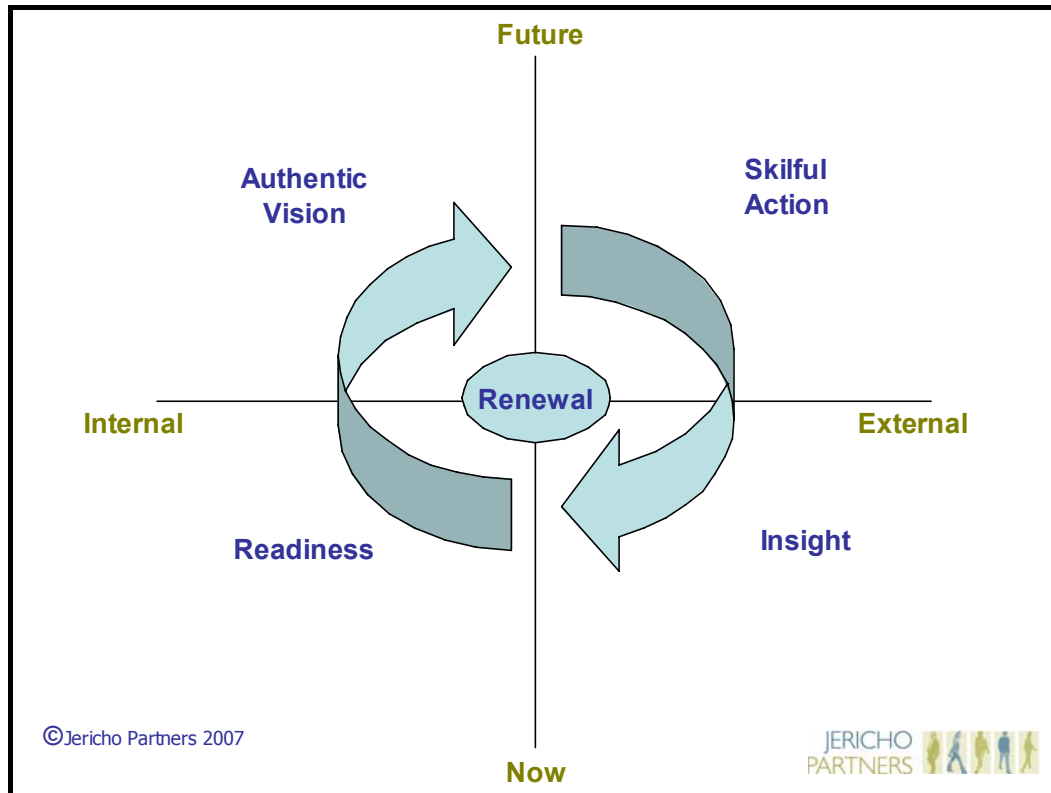 Future
Authentic
Vision
Skilful
Action
Renewal
Internal
External
Readiness
Insight
©Jericho Partners 2007
JERICHO
PARTNERS
Now